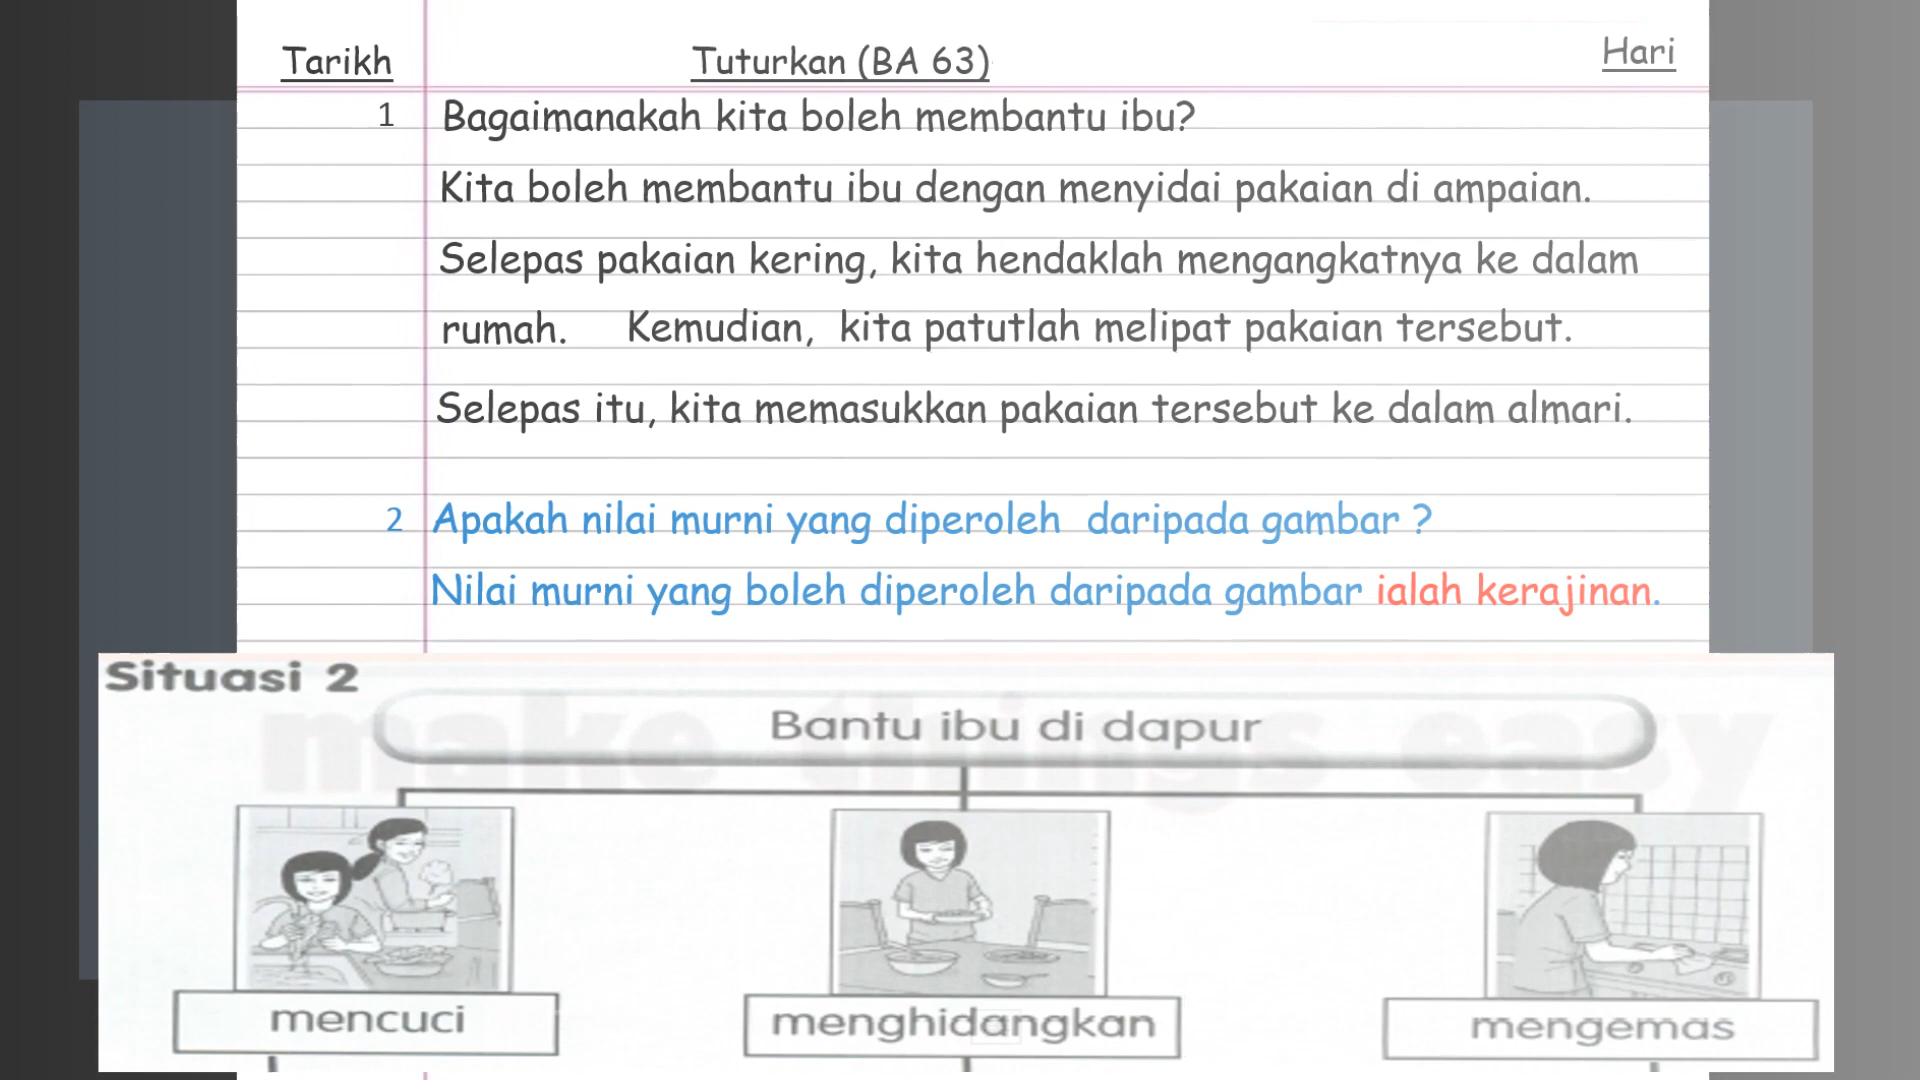 Tarikh Tuturkan (BA 63) Hari
1 Bagaimanakah kita boleh membantu ibu?
Kita boleh membantu ibu dengan menyidai pakaian di ampaian.
Selepas pakaian kering, kita hendaklah mengangkatnya ke dalam
rumah. Kemudian, kita patutlah melipat pakaian tersebut.
Selepas itu, kita memasukkan pakaian tersebut ke dalam almari.
2 Apakah nilai murni yang diperoleh daripada gambar ?
Nilai murni yang boleh diperoleh daripada gambar ialah kerajinan.
Situasi 2
make things easy
Bantu ibu di dapur
mencuci menghidangkan mengemas